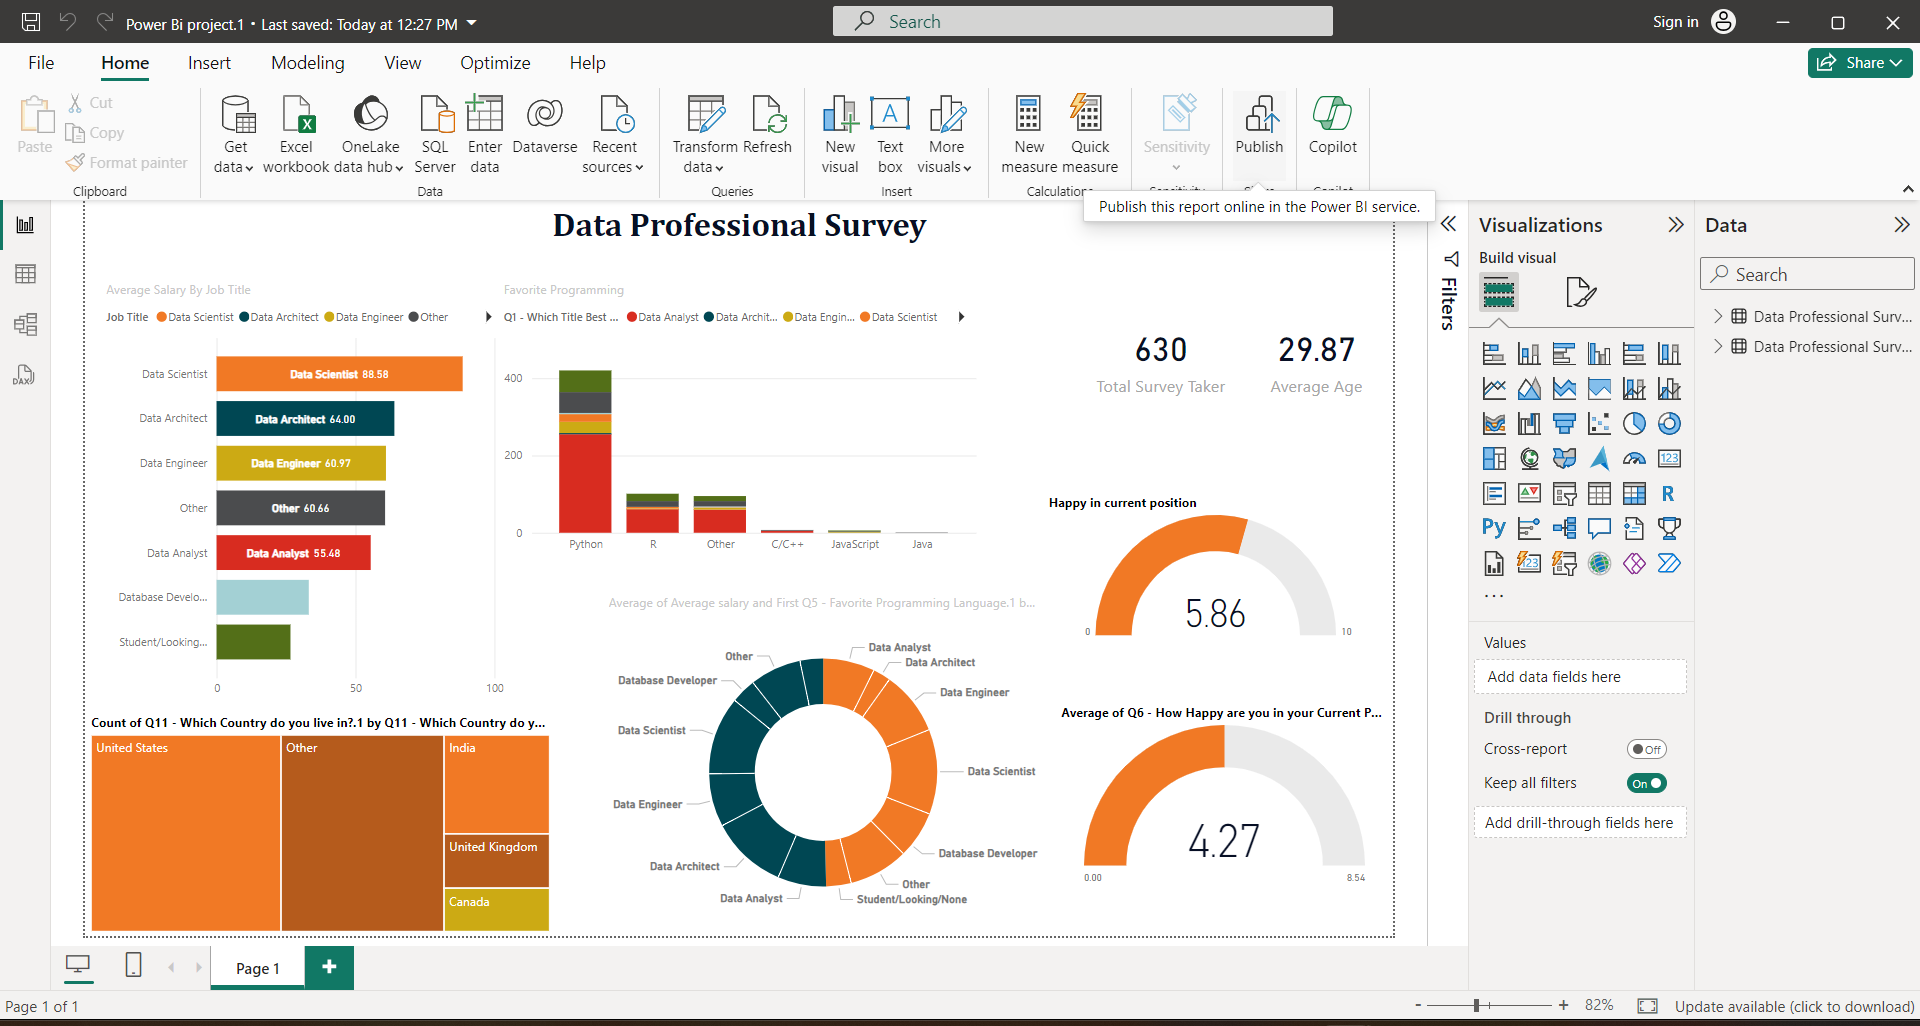 Power Bi project.1 • Last saved: Today at 12:27 PM
Search
Sign in
File Home Insert Modeling View Optimize Help
Share
Paste
Cut
Copy
Format painter
Clipboard
Get data
Excel workbook
OneLake data hub
SQL Server
Enter data
Dataverse
Recent sources
Data
Transform data
Refresh
Queries
New visual
Text box
More visuals
Insert
New measure
Quick measure
Calculations
Sensitivity
Sensitivity
Publish
Share
Copilot
Copilot
Publish this report online in the Power BI service.
Data Professional Survey
Average Salary By Job Title
Job Title Data Scientist Data Architect Data Engineer Other
Data Scientist
Data Scientist 88.58
Data Architect
Data Architect 64.00
Data Engineer
Data Engineer 60.97
Other
Other 60.66
Data Analyst
Data Analyst 55.48
Database Develo...
Student/Looking...
0 50 100
Favorite Programming
Q1 - Which Title Best ... Data Analyst Data Archit... Data Engin... Data Scientist
400
200
0
Python R Other C/C++ JavaScript Java
630
Total Survey Taker
29.87
Average Age
Happy in current position
5.86
0 10
Average of Average salary and First Q5 - Favorite Programming Language.1 b...
Other
Data Analyst
Data Architect
Database Developer
Data Engineer
Data Scientist
Data Scientist
Data Engineer
Database Developer
Data Architect
Other
Data Analyst
Student/Looking/None
Average of Q6 - How Happy are you in your Current P...
4.27
0.00 8.54
Count of Q11 - Which Country do you live in?.1 by Q11 - Which Country do y...
United States
Other
India
United Kingdom
Canada
Filters
Visualizations
Build visual
123
R
Py
123
...
Values
Add data fields here
Drill through
Cross-report
Off
Keep all filters
On
Add drill-through fields here
Data
Search
Data Professional Surv...
Data Professional Surv...
DAX
Page 1
+
Page 1 of 1
- + 82%
Update available (click to download)